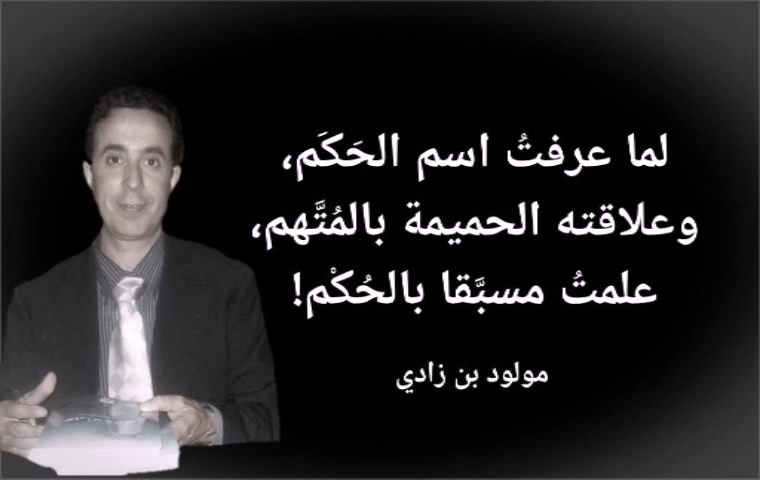 لما عرفتُ اسم الحَكَم،
وعلاقته الحميمة بالمُتَّهم،
علمتُ مسبَّقا بالحُكْم!
مولود بن زادي